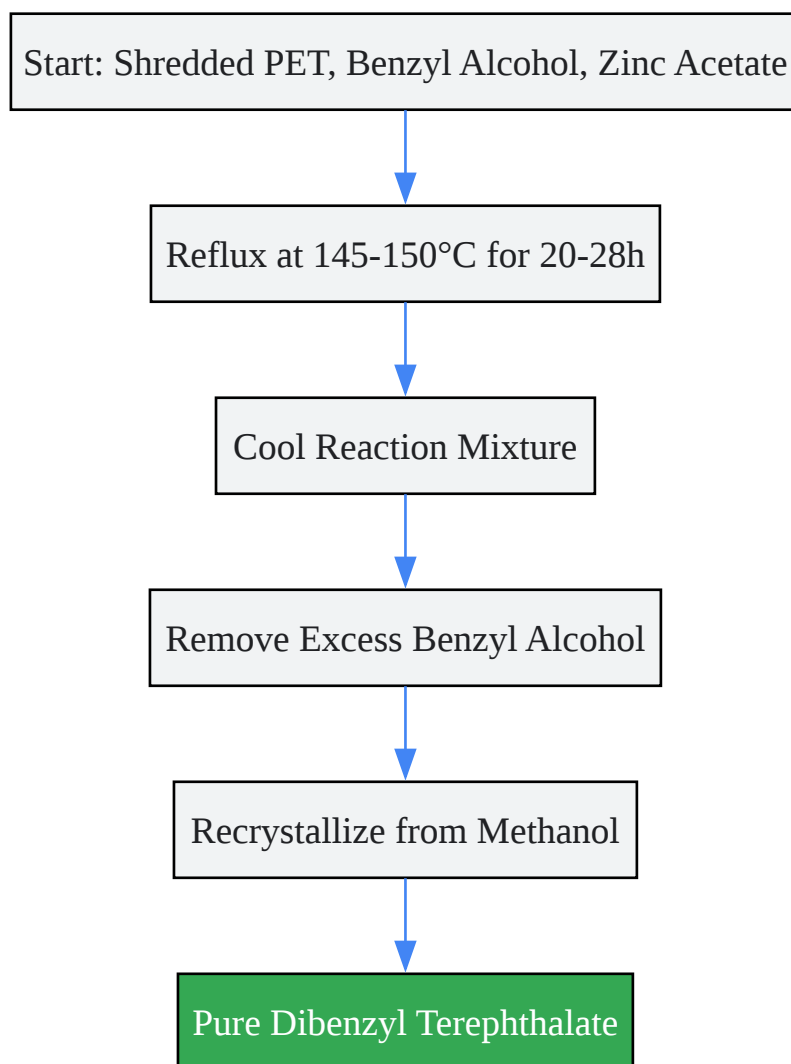 Start: Shredded PET, Benzyl Alcohol, Zinc Acetate
Reflux at 145-150°C for 20-28h
Cool Reaction Mixture
Remove Excess Benzyl Alcohol
Recrystallize from Methanol
Pure Dibenzyl Terephthalate